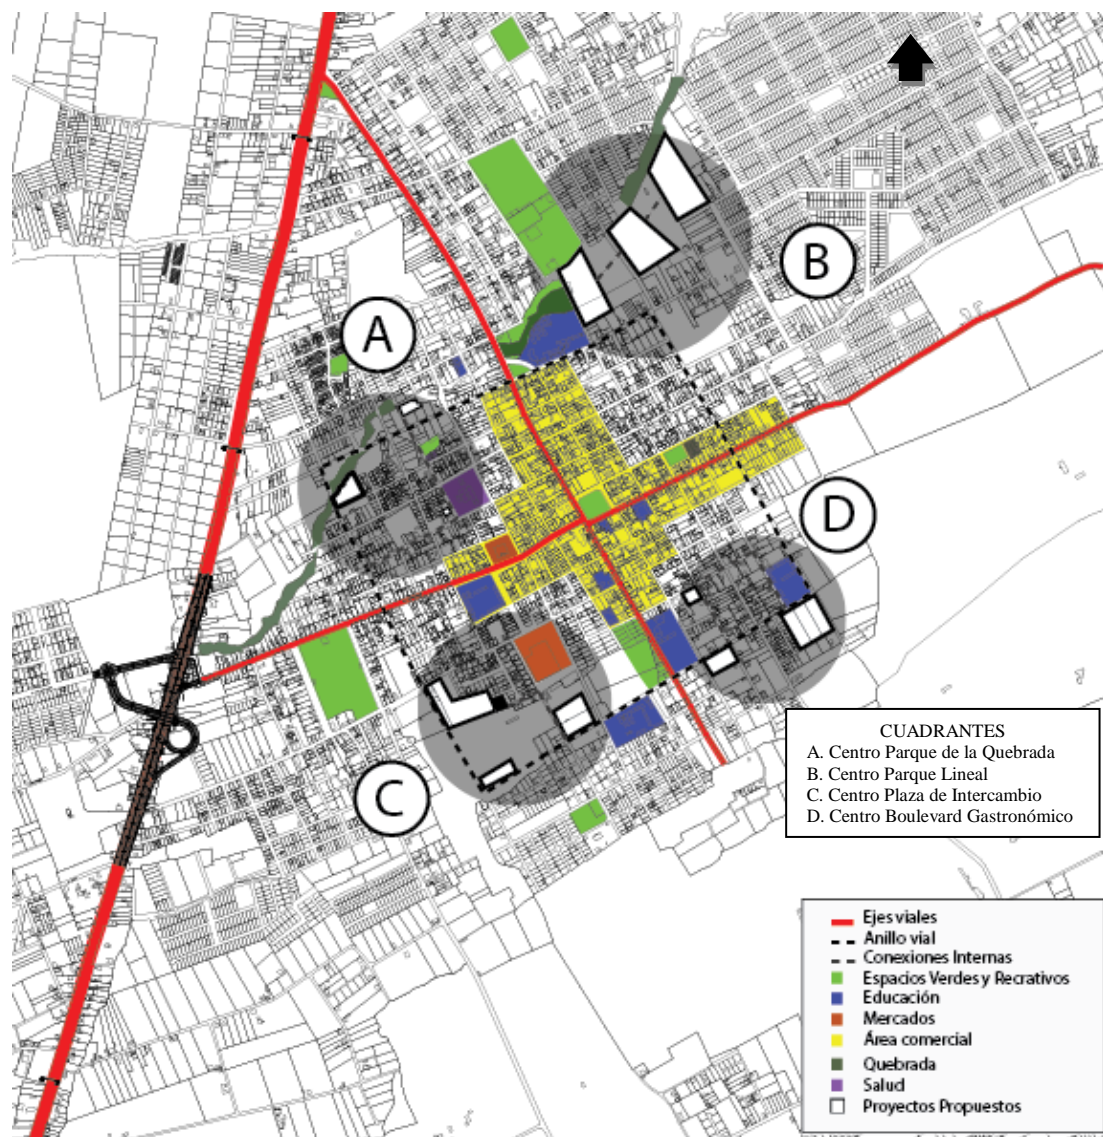 B
A
D
C
CUADRANTES
A. Centro Parque de la Quebrada
B. Centro Parque Lineal
C. Centro Plaza de Intercambio
D. Centro Boulevard Gastronómico
Ejes viales
Anillo vial
Conexiones Internas
Espacios Verdes y Recrativos
Educación
Mercados
Área comercial
Quebrada
Salud
Proyectos Propuestos